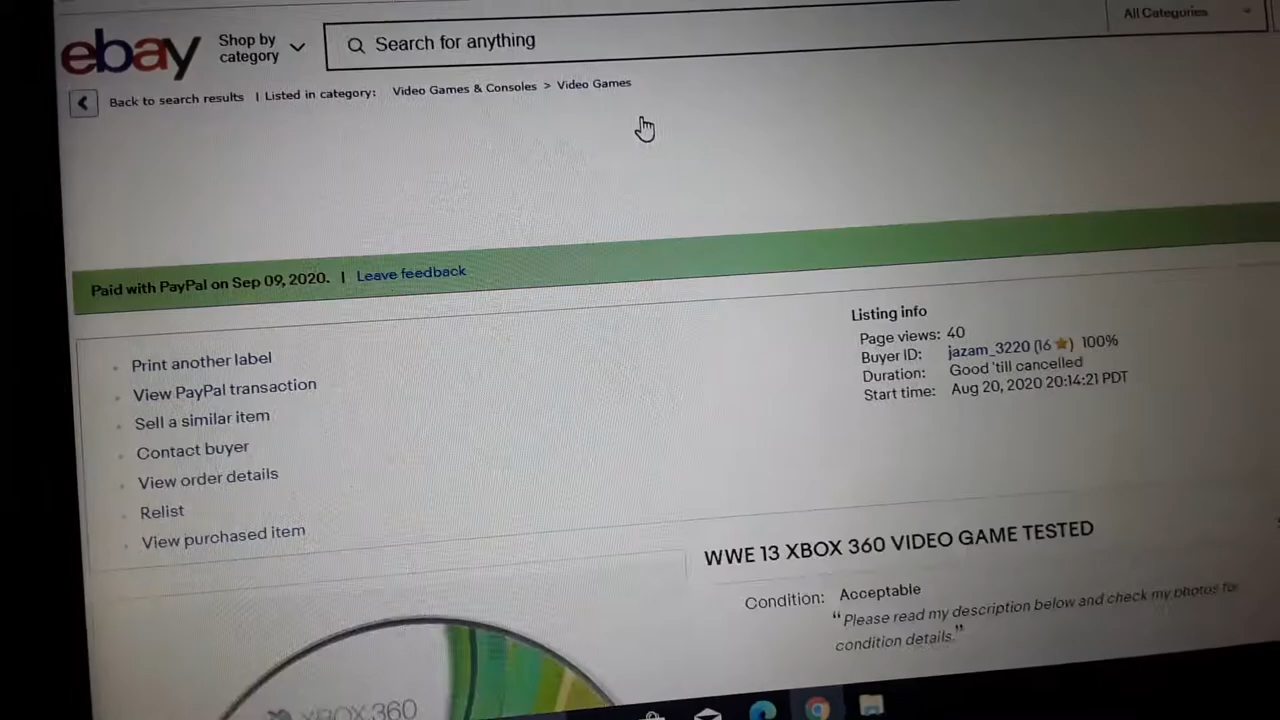 ebay
Shop by
category
Search for anything
All Categories
Back to search results | Listed in category: Video Games & Consoles > Video Games
Paid with PayPal on Sep 09, 2020. | Leave feedback
Print another label
View PayPal transaction
Sell a similar item
Contact buyer
View order details
Relist
View purchased item
Listing info
Page views: 40
Buyer ID: jazam_3220 (16 ) 100%
Duration: Good 'till cancelled
Start time: Aug 20, 2020 20:14:21 PDT
WWE 13 XBOX 360 VIDEO GAME TESTED
Condition: Acceptable
“Please read my description below and check my photos for
condition details.”
XBOX 360